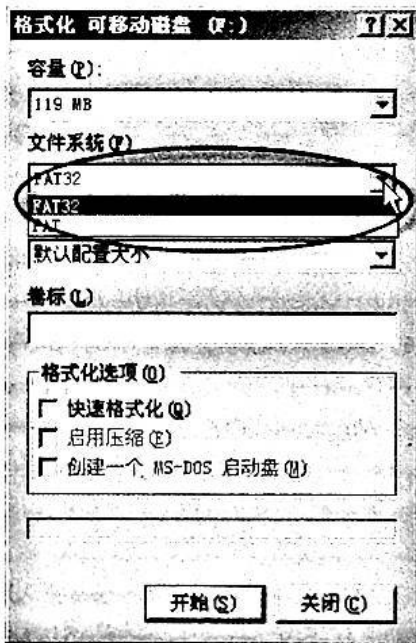 格式化 可移动磁盘 (F:)
容量(P):
119 MB
文件系统(F)
FAT32
FAT32
FAT
默认配置大小
卷标(L)
格式化选项(O)
快速格式化(Q)
启用压缩(E)
创建一个 MS-DOS 启动盘(M)
开始(S) 关闭(C)